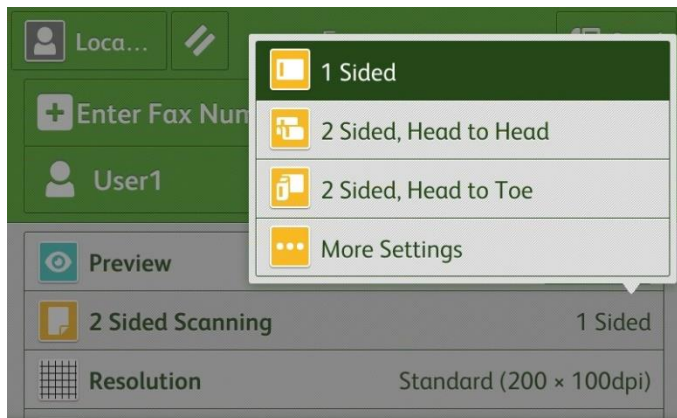 Loca...
Enter Fax Num
User1
1 Sided
2 Sided, Head to Head
2 Sided, Head to Toe
More Settings
Preview
2 Sided Scanning 1 Sided
Resolution Standard (200 × 100dpi)